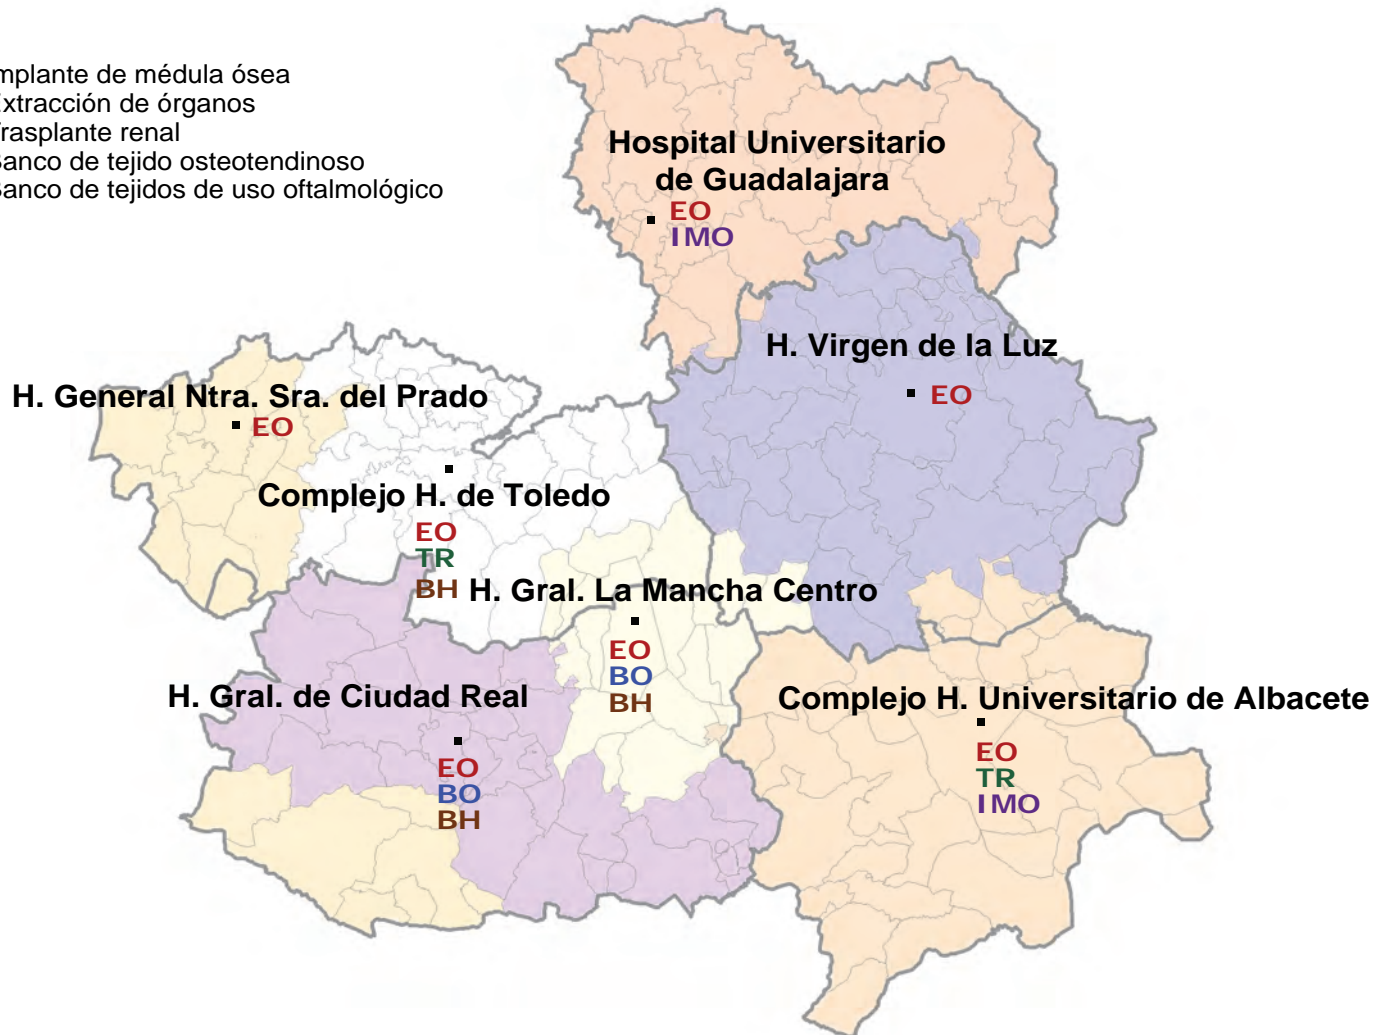 mplante de médula ósea
xtracción de órganos
rasplante renal
anco de tejido osteotendinoso
anco de tejidos de uso oftalmológico
Hospital Universitario
de Guadalajara
EO
IMO
H. Virgen de la Luz
EO
H. General Ntra. Sra. del Prado
EO
Complejo H. de Toledo
EO
TR
BH
H. Gral. La Mancha Centro
EO
BO
BH
H. Gral. de Ciudad Real
EO
BO
BH
Complejo H. Universitario de Albacete
EO
TR
IMO